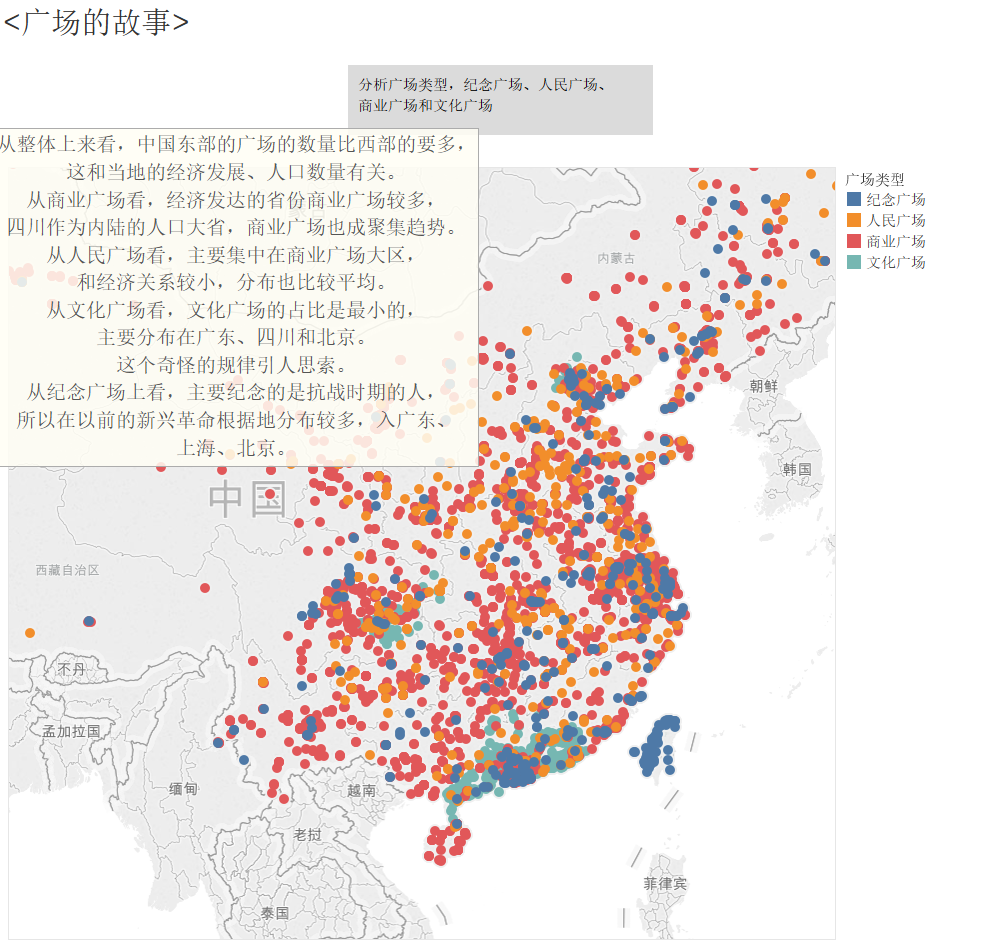 <广场的故事>
分析广场类型，纪念广场、人民广场、
商业广场和文化广场
从整体上来看，中国东部的广场的数量比西部的要多，
这和当地的经济发展、人口数量有关。
从商业广场看，经济发达的省份商业广场较多，
四川作为内陆的人口大省，商业广场也成聚集趋势。
从人民广场看，主要集中在商业广场大区，
和经济关系较小，分布也比较平均。
从文化广场看，文化广场的占比是最小的，
主要分布在广东、四川和北京。
这个奇怪的规律引人思索。
从纪念广场上看，主要纪念的是抗战时期的人，
所以在以前的新兴革命根据地分布较多，入广东、
上海、北京。
广场类型
纪念广场
人民广场
商业广场
文化广场
内蒙古
朝鲜
韩国
中国
西藏自治区
不丹
孟加拉国
缅甸
越南
老挝
泰国
菲律宾